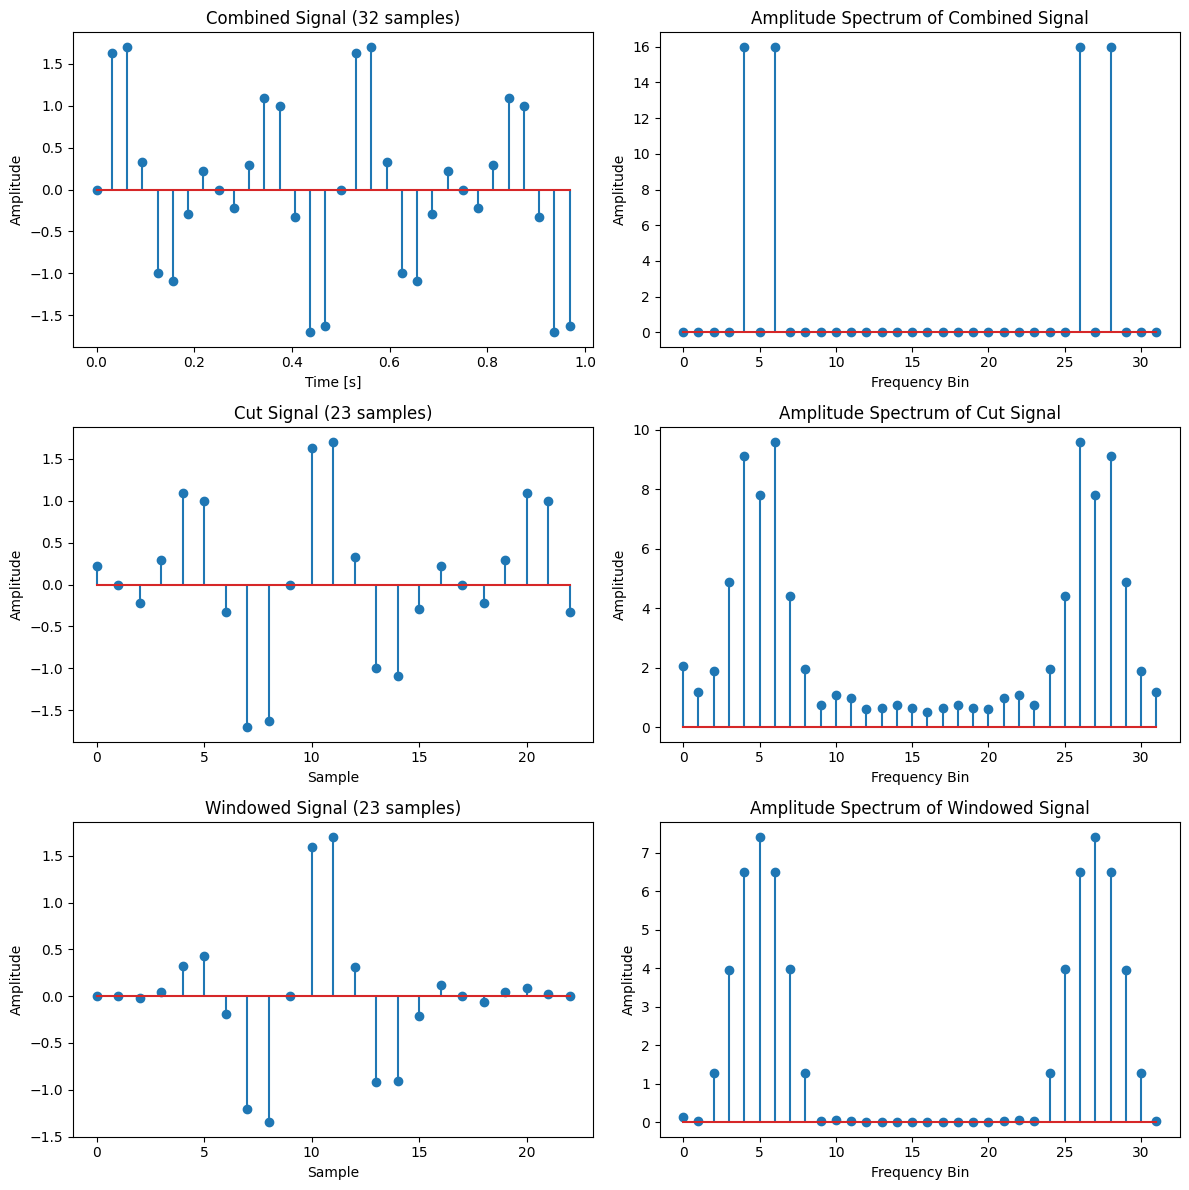 Combined Signal (32 samples)
Amplitude
1.5
1.0
0.5
0.0
−0.5
−1.0
−1.5
0.0 0.2 0.4 0.6 0.8 1.0
Time [s]
Amplitude Spectrum of Combined Signal
Amplitude
16
14
12
10
8
6
4
2
0
0 5 10 15 20 25 30
Frequency Bin
Cut Signal (23 samples)
Amplitude
1.5
1.0
0.5
0.0
−0.5
−1.0
−1.5
0 5 10 15 20
Sample
Amplitude Spectrum of Cut Signal
Amplitude
10
8
6
4
2
0
0 5 10 15 20 25 30
Frequency Bin
Windowed Signal (23 samples)
Amplitude
1.5
1.0
0.5
0.0
−0.5
−1.0
−1.5
0 5 10 15 20
Sample
Amplitude Spectrum of Windowed Signal
Amplitude
7
6
5
4
3
2
1
0
0 5 10 15 20 25 30
Frequency Bin